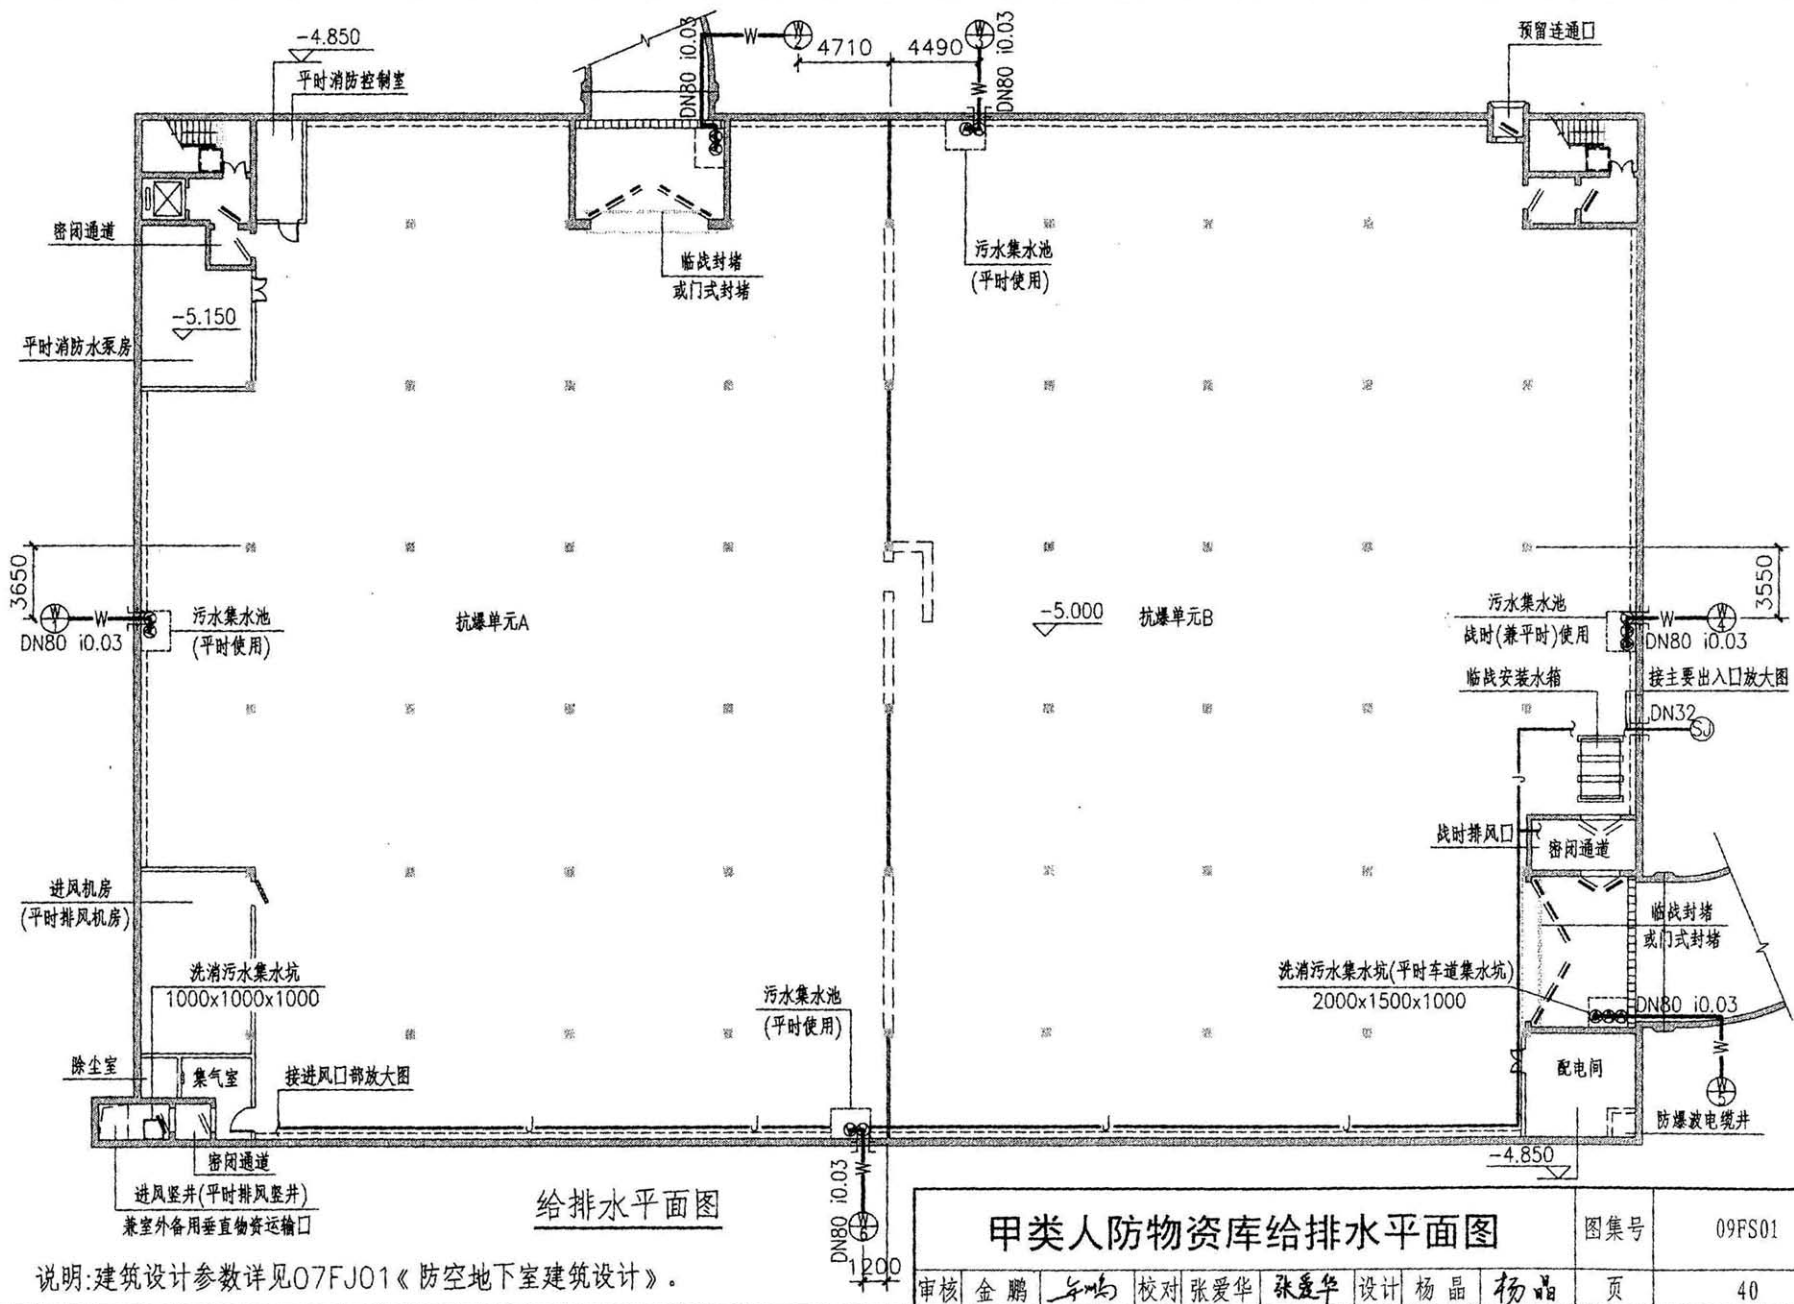 -4.850
平时消防控制室
DN80 i0.03
W
W
2
4710
4490
W
3
DN80 i0.03
W
预留连通口
密闭通道
临战封堵
或门式封堵
污水集水池
(平时使用)
-5.150
平时消防水泵房
3650
W
1
W
DN80 i0.03
污水集水池
(平时使用)
抗爆单元A
-5.000
抗爆单元B
污水集水池
战时(兼平时)使用
W
W
4
DN80 i0.03
3550
临战安装水箱
接主要出入口放大图
DN32
SJ
J
战时排风口
密闭通道
进风机房
(平时排风机房)
临战封堵
或门式封堵
洗消污水集水坑
1000x1000x1000
污水集水池
(平时使用)
洗消污水集水坑(平时车道集水坑)
2000x1500x1000
DN80 i0.03
W
W
5
除尘室
集气室
接进风口部放大图
配电间
防爆波电缆井
J
J
J
J
密闭通道
-4.850
进风竖井(平时排风竖井)
兼室外备用垂直物资运输口
DN80 i0.03
W
W
6
1200
给排水平面图
说明:建筑设计参数详见07FJ01《防空地下室建筑设计》。
甲类人防物资库给排水平面图
图集号
09FS01
审核 金鹏 校对 张爱华 张爱华 设计 杨晶 杨晶 页 40